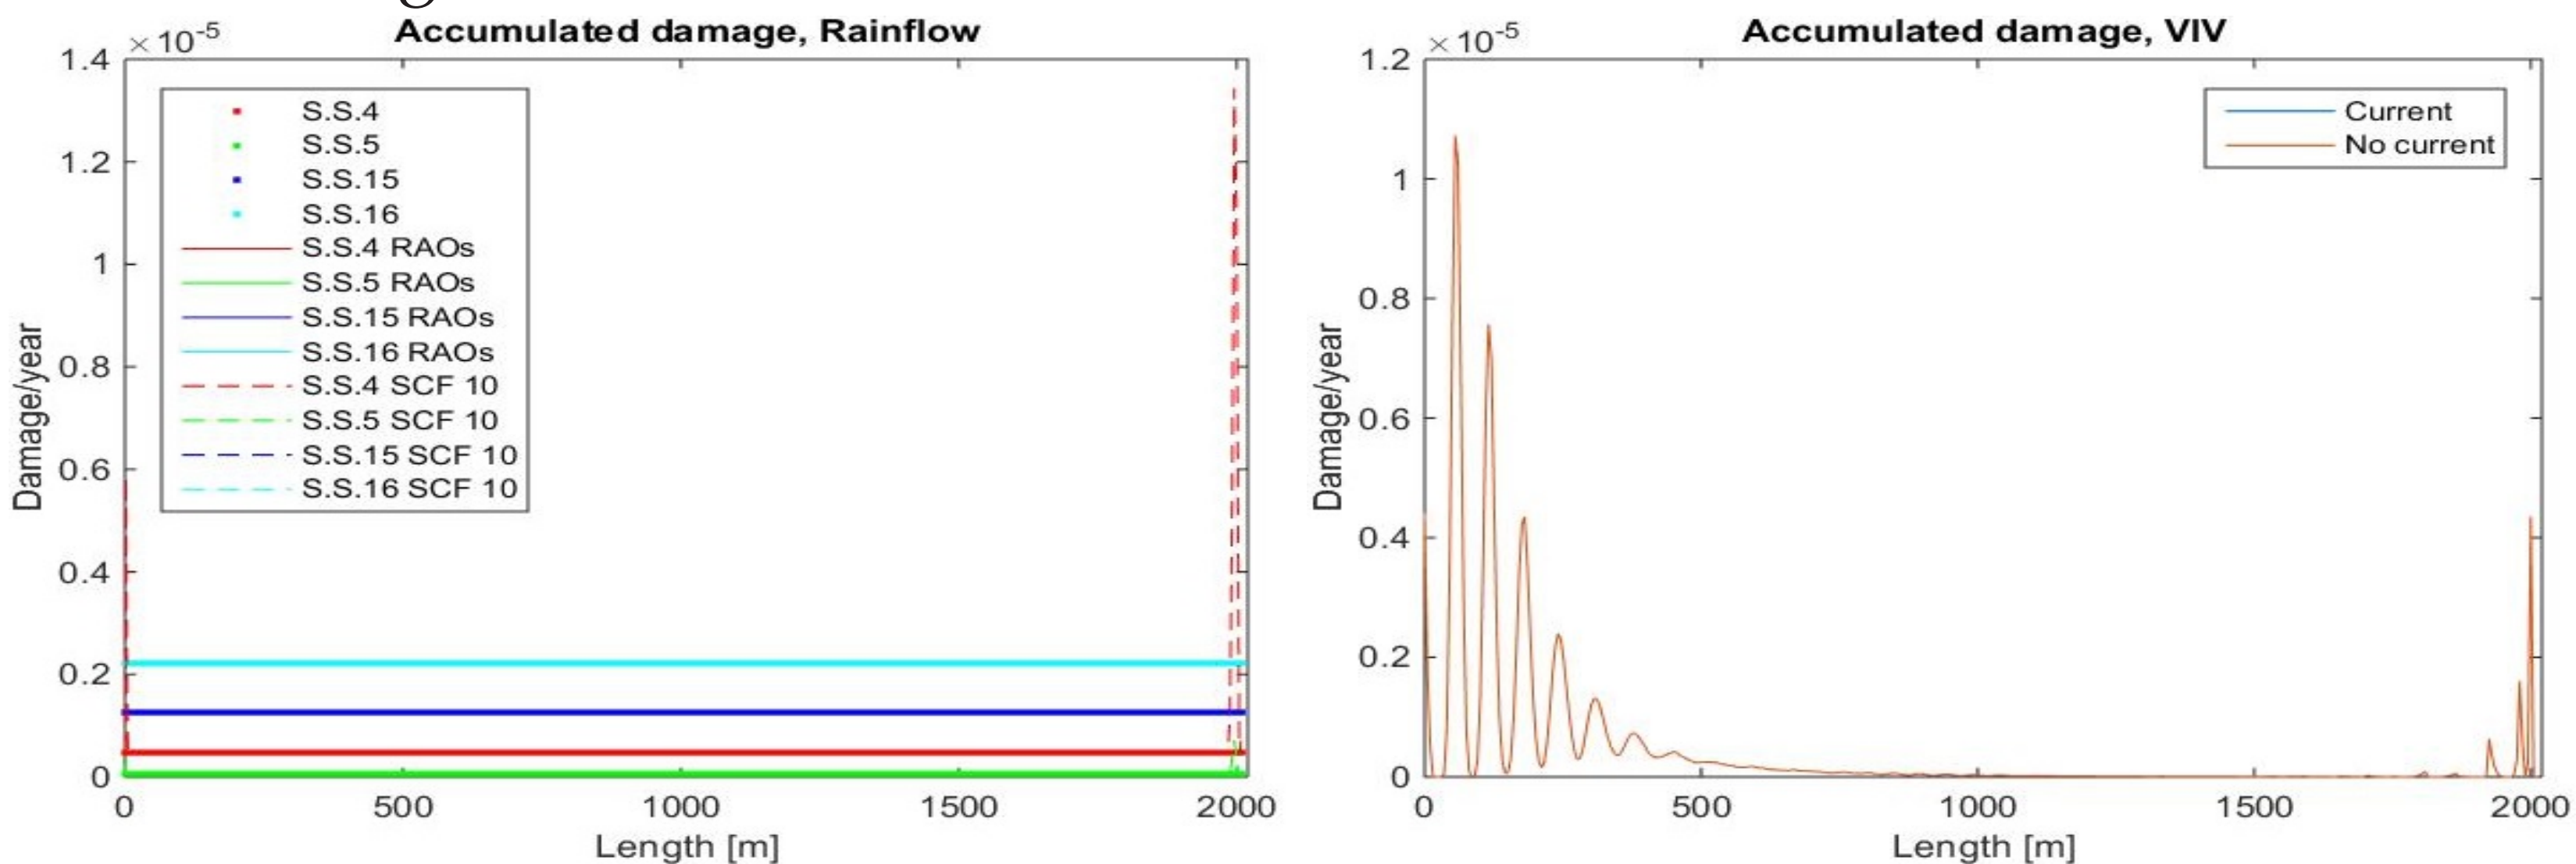 Accumulated damage, Rainflow
×10-5
1.4
1.2
1
0.8
0.6
0.4
0.2
0
Damage/year
S.S.4
S.S.5
S.S.15
S.S.16
S.S.4 RAOs
S.S.5 RAOs
S.S.15 RAOs
S.S.16 RAOs
S.S.4 SCF 10
S.S.5 SCF 10
S.S.15 SCF 10
S.S.16 SCF 10
0 500 1000 1500 2000
Length [m]
Accumulated damage, VIV
×10-5
1.2
1
0.8
0.6
0.4
0.2
0
Damage/year
Current
No current
0 500 1000 1500 2000
Length [m]